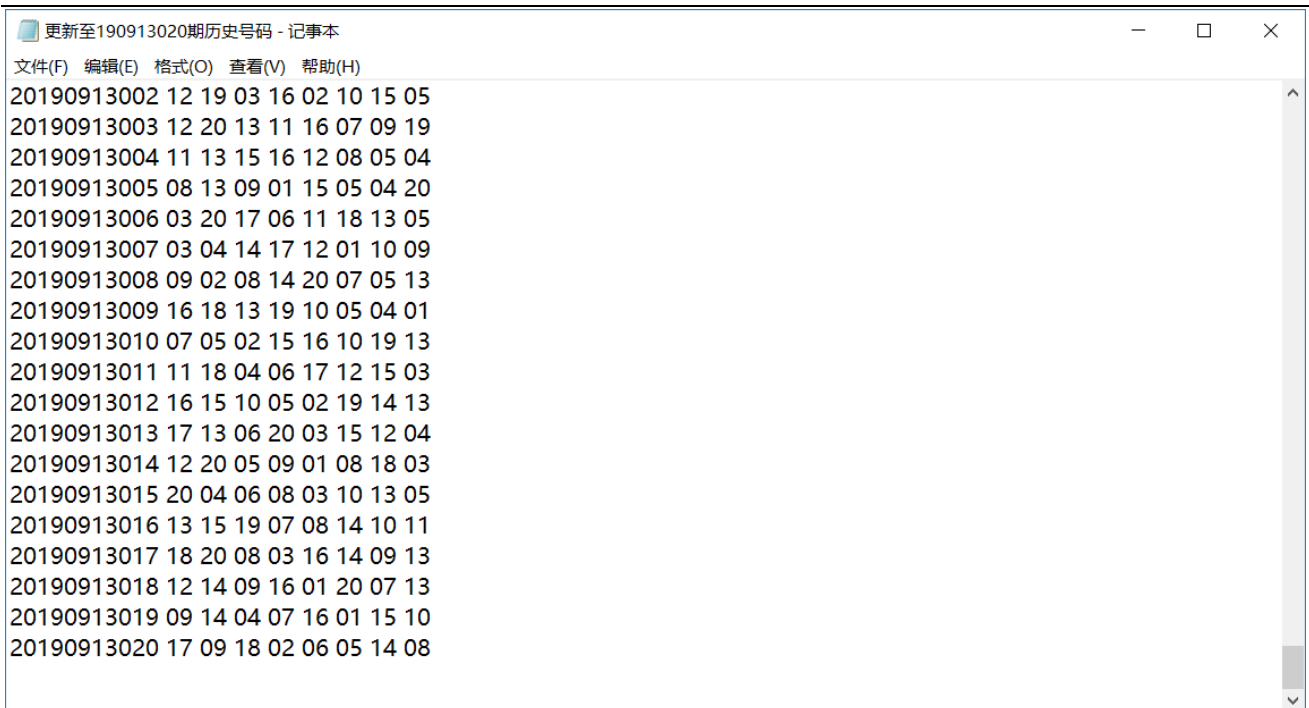 更新至190913020期历史号码 - 记事本
文件(F) 编辑(E) 格式(O) 查看(V) 帮助(H)
20190913002 12 19 03 16 02 10 15 05
20190913003 12 20 13 11 16 07 09 19
20190913004 11 13 15 16 12 08 05 04
20190913005 08 13 09 01 15 05 04 20
20190913006 03 20 17 06 11 18 13 05
20190913007 03 04 14 17 12 01 10 09
20190913008 09 02 08 14 20 07 05 13
20190913009 16 18 13 19 10 05 04 01
20190913010 07 05 02 15 16 10 19 13
20190913011 11 18 04 06 17 12 15 03
20190913012 16 15 10 05 02 19 14 13
20190913013 17 13 06 20 03 15 12 04
20190913014 12 20 05 09 01 08 18 03
20190913015 20 04 06 08 03 10 13 05
20190913016 13 15 19 07 08 14 10 11
20190913017 18 20 08 03 16 14 09 13
20190913018 12 14 09 16 01 20 07 13
20190913019 09 14 04 07 16 01 15 10
20190913020 17 09 18 02 06 05 14 08